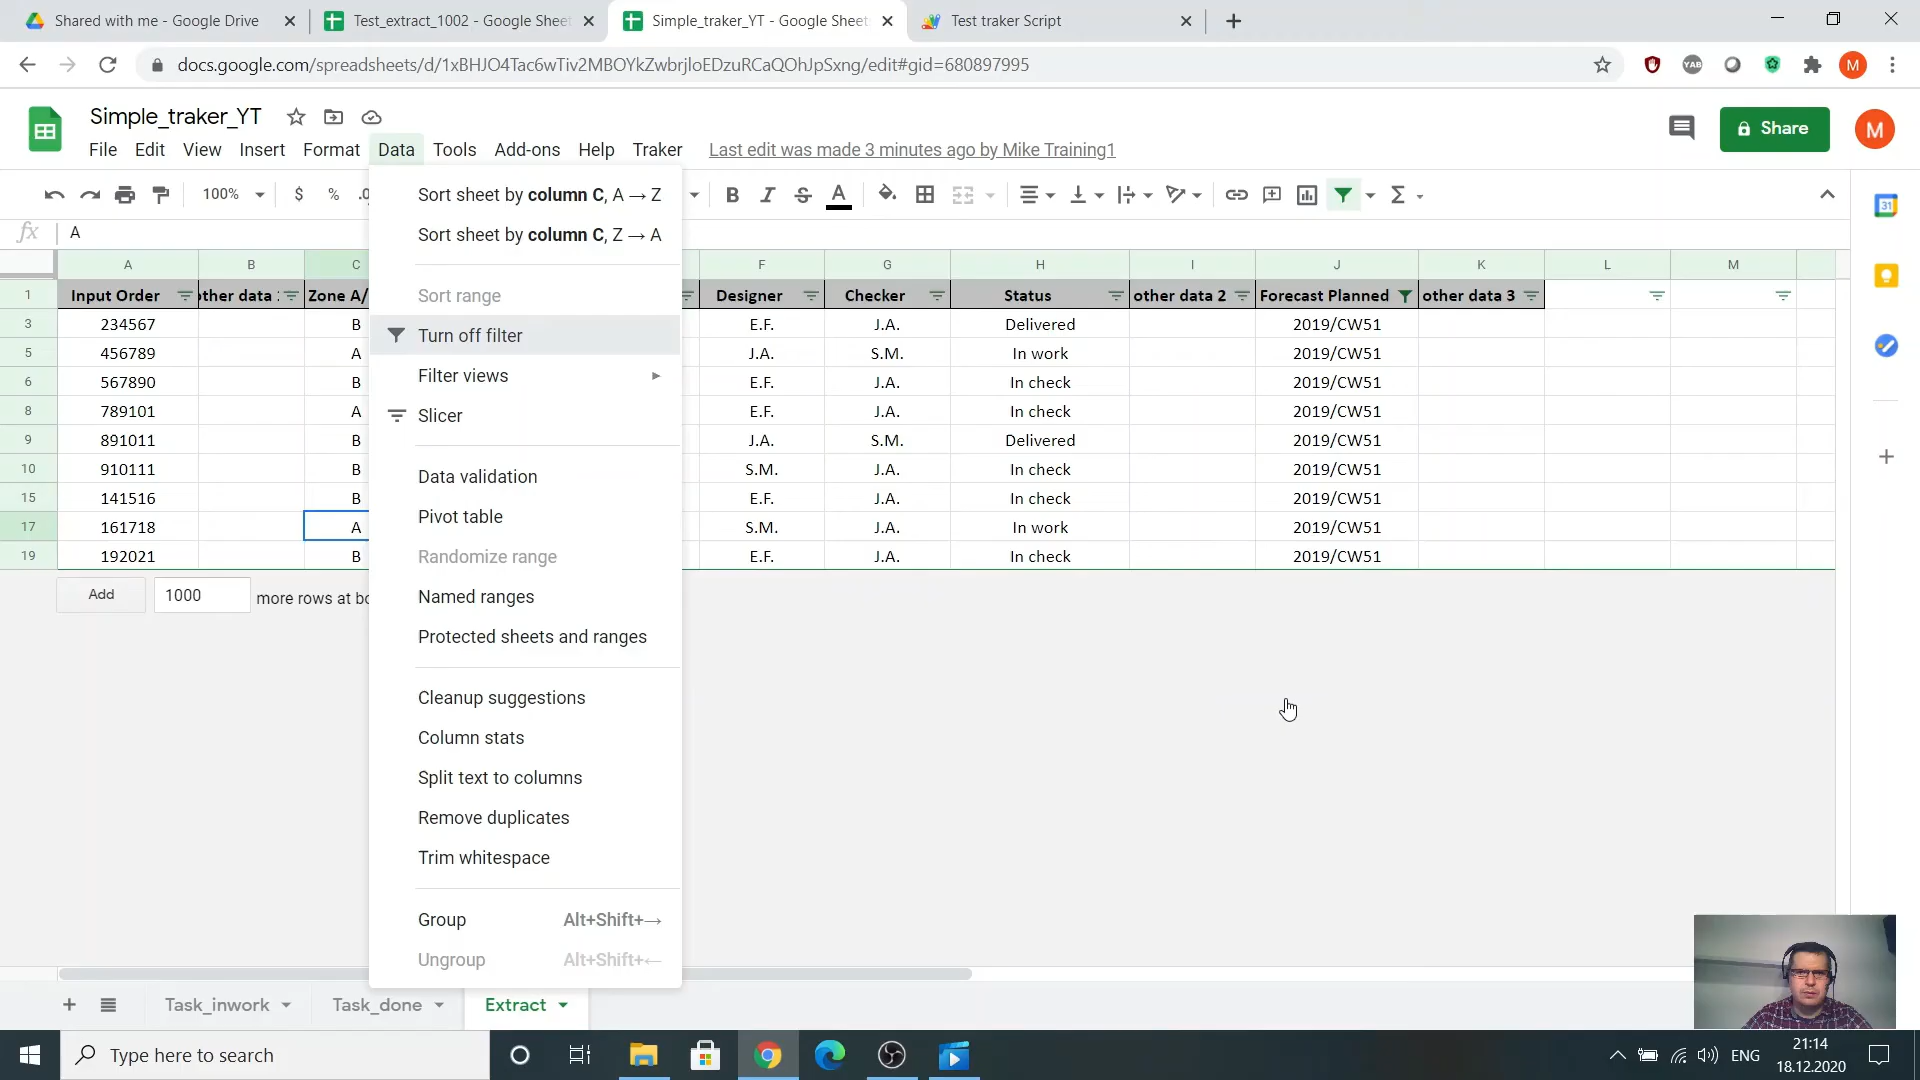 Shared with me - Google Drive
Test_extract_1002 - Google Sheet
Simple_traker_YT - Google Sheet
Test traker Script
docs.google.com/spreadsheets/d/1xBHJO4Tac6wTiv2MBOYkZwbrjloEDzuRCaQOhJpSxng/edit#gid=680897995
YAB
M
Simple_traker_YT
Share
M
File Edit View Insert Format Data Tools Add-ons Help Traker Last edit was made 3 minutes ago by Mike Training1
100% $ % .0 B I S A Σ
31
fx A
A B C F G H I J K L M
1 Input Order other data Zone A/ Designer Checker Status other data 2 Forecast Planned other data 3
3 234567 B E.F. J.A. Delivered 2019/CW51
5 456789 A J.A. S.M. In work 2019/CW51
6 567890 B E.F. J.A. In check 2019/CW51
8 789101 A E.F. J.A. In check 2019/CW51
9 891011 B J.A. S.M. Delivered 2019/CW51
10 910111 B S.M. J.A. In check 2019/CW51
15 141516 B E.F. J.A. In check 2019/CW51
17 161718 A S.M. J.A. In work 2019/CW51
19 192021 B E.F. J.A. In check 2019/CW51
Add 1000 more rows at bo
Sort sheet by column C, A → Z
Sort sheet by column C, Z → A
Sort range
Turn off filter
Filter views
Slicer
Data validation
Pivot table
Randomize range
Named ranges
Protected sheets and ranges
Cleanup suggestions
Column stats
Split text to columns
Remove duplicates
Trim whitespace
Group Alt+Shift+→
Ungroup Alt+Shift+←
Task_inwork
Task_done
Extract
Type here to search
ENG
21:14
18.12.2020